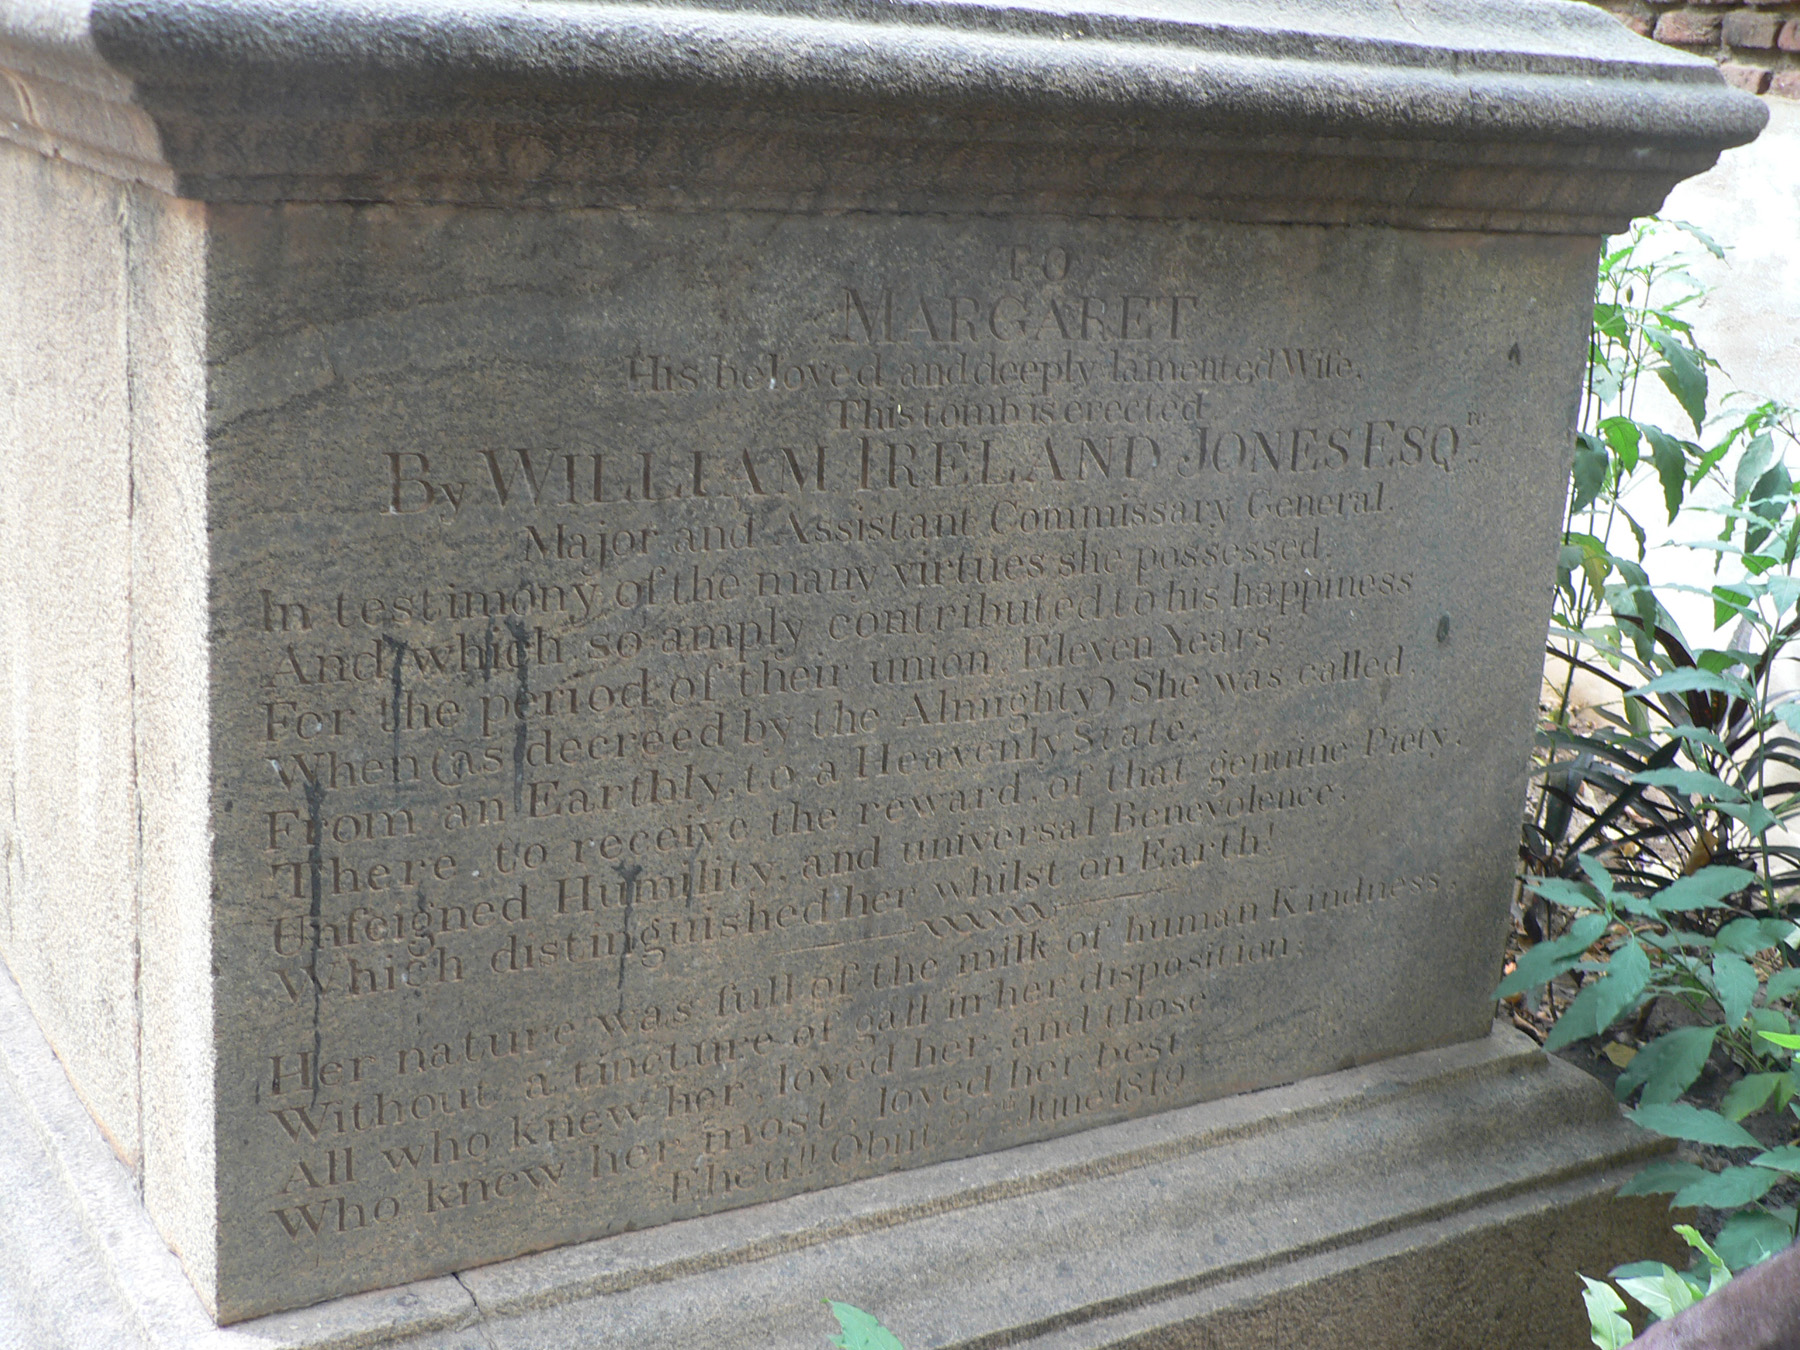 TO
MARGARET
His beloved and deeply lamented Wife,
This tomb is erected
By WILLIAM IRELAND JONES ESQ.re
Major and Assistant Commissary General.
In testimony of the many virtues she possessed.
And which, so amply contributed to his happiness
For the period of their union. Eleven Years.
When (as decreed by the Almighty) She was called.
From an Earthly, to a Heavenly State.
There, to receive the reward, of that genuine Piety,
Unfeigned Humility, and universal Benevolence,
Which distinguished her whilst on Earth!
Her nature was full of the milk of human Kindness,
Without a tincture of gall in her disposition;
All who knew her, loved her, and those
Who knew her most, loved her best
Eheu!! Obiit June 1819